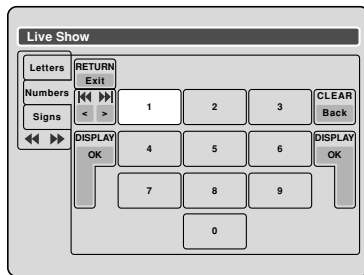 Live Show
Letters
Numbers
Signs
RETURN
Exit
< >
CLEAR
Back
DISPLAY
OK
DISPLAY
OK
1 2 3
4 5 6
7 8 9
0